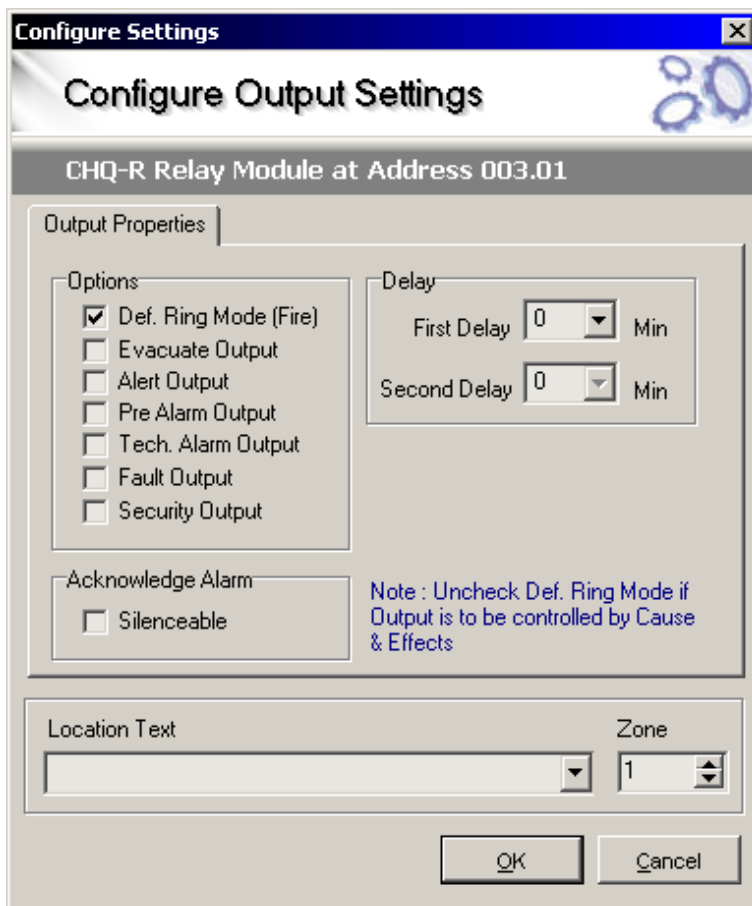 Configure Settings
Configure Output Settings
CHQ-R Relay Module at Address 003.01
Output Properties
Options
Def. Ring Mode (Fire)
Evacuate Output
Alert Output
Pre Alarm Output
Tech. Alarm Output
Fault Output
Security Output
Delay
First Delay 0 Min
Second Delay 0 Min
Acknowledge Alarm
Silenceable
Note : Uncheck Def. Ring Mode if
Output is to be controlled by Cause
& Effects
Location Text
Zone
1
OK
Cancel